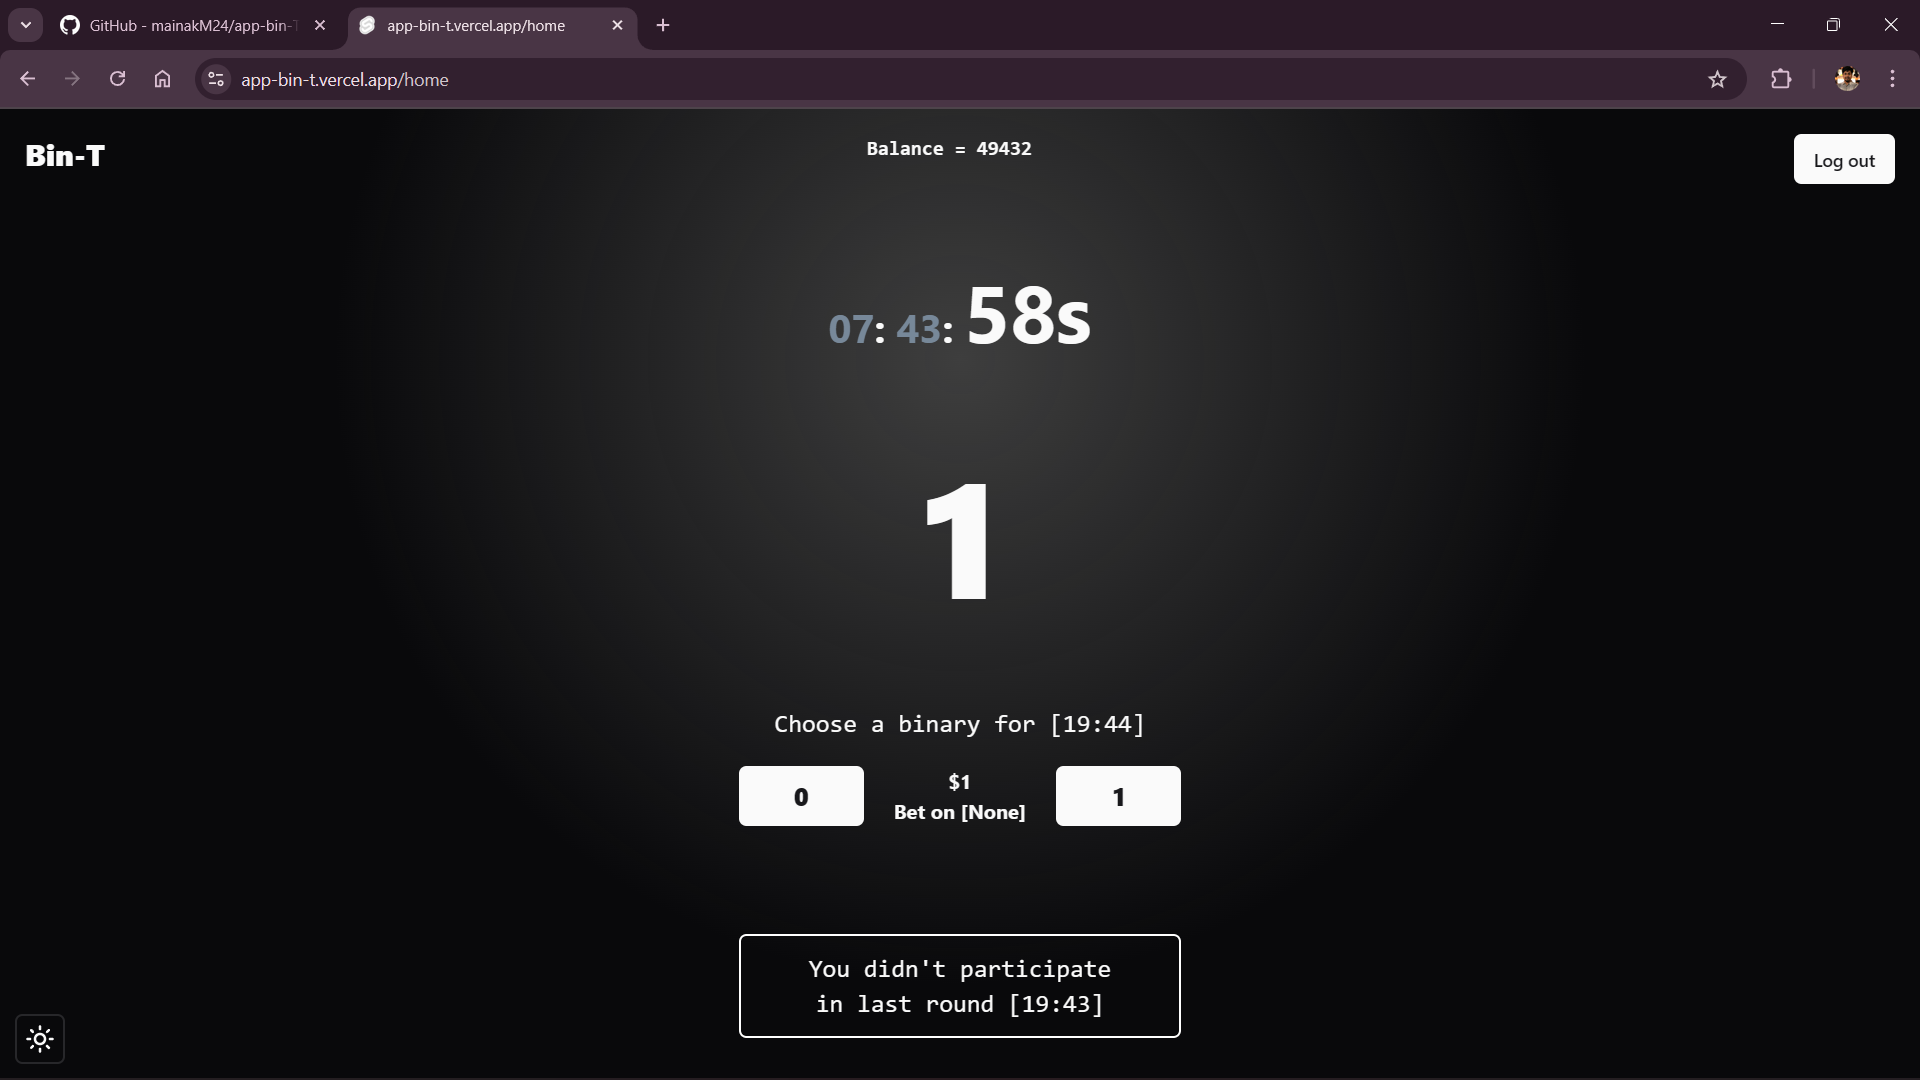 GitHub - mainakM24/app-bin-T
app-bin-t.vercel.app/home
app-bin-t.vercel.app/home
Bin-T
Balance = 49432
Log out
07: 43: 58s
1
Choose a binary for [19:44]
0
$1
Bet on [None]
1
You didn't participate
in last round [19:43]